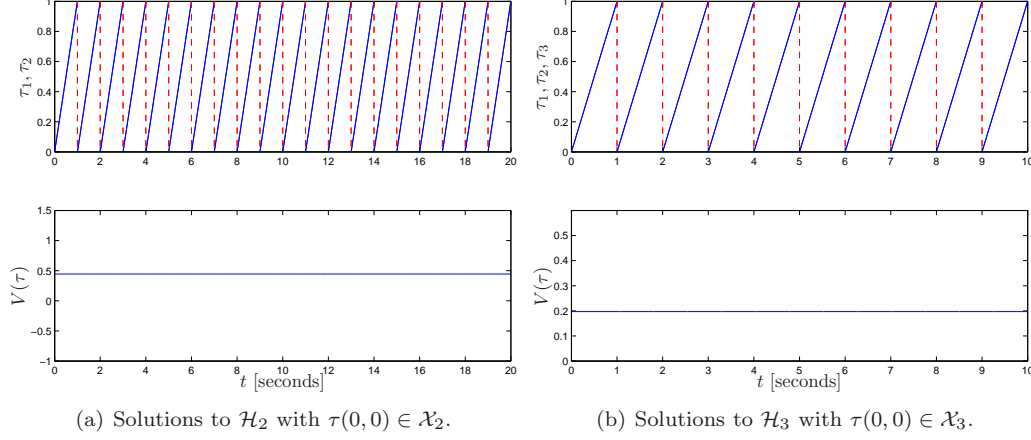 1
0.8
0.6
0.4
0.2
0
τ1, τ2
0 2 4 6 8 10 12 14 16 18 20
1
0.8
0.6
0.4
0.2
0
τ1, τ2, τ3
0 1 2 3 4 5 6 7 8 9 10
1.5
1
0.5
0
−0.5
−1
V(τ)
0 2 4 6 8 10 12 14 16 18 20
t [seconds]
0.5
0.4
0.3
0.2
0.1
0
V(τ)
0 1 2 3 4 5 6 7 8 9 10
t [seconds]
(a) Solutions to ℋ2 with τ(0, 0) ∈ 𝒳2.
(b) Solutions to ℋ3 with τ(0, 0) ∈ 𝒳3.